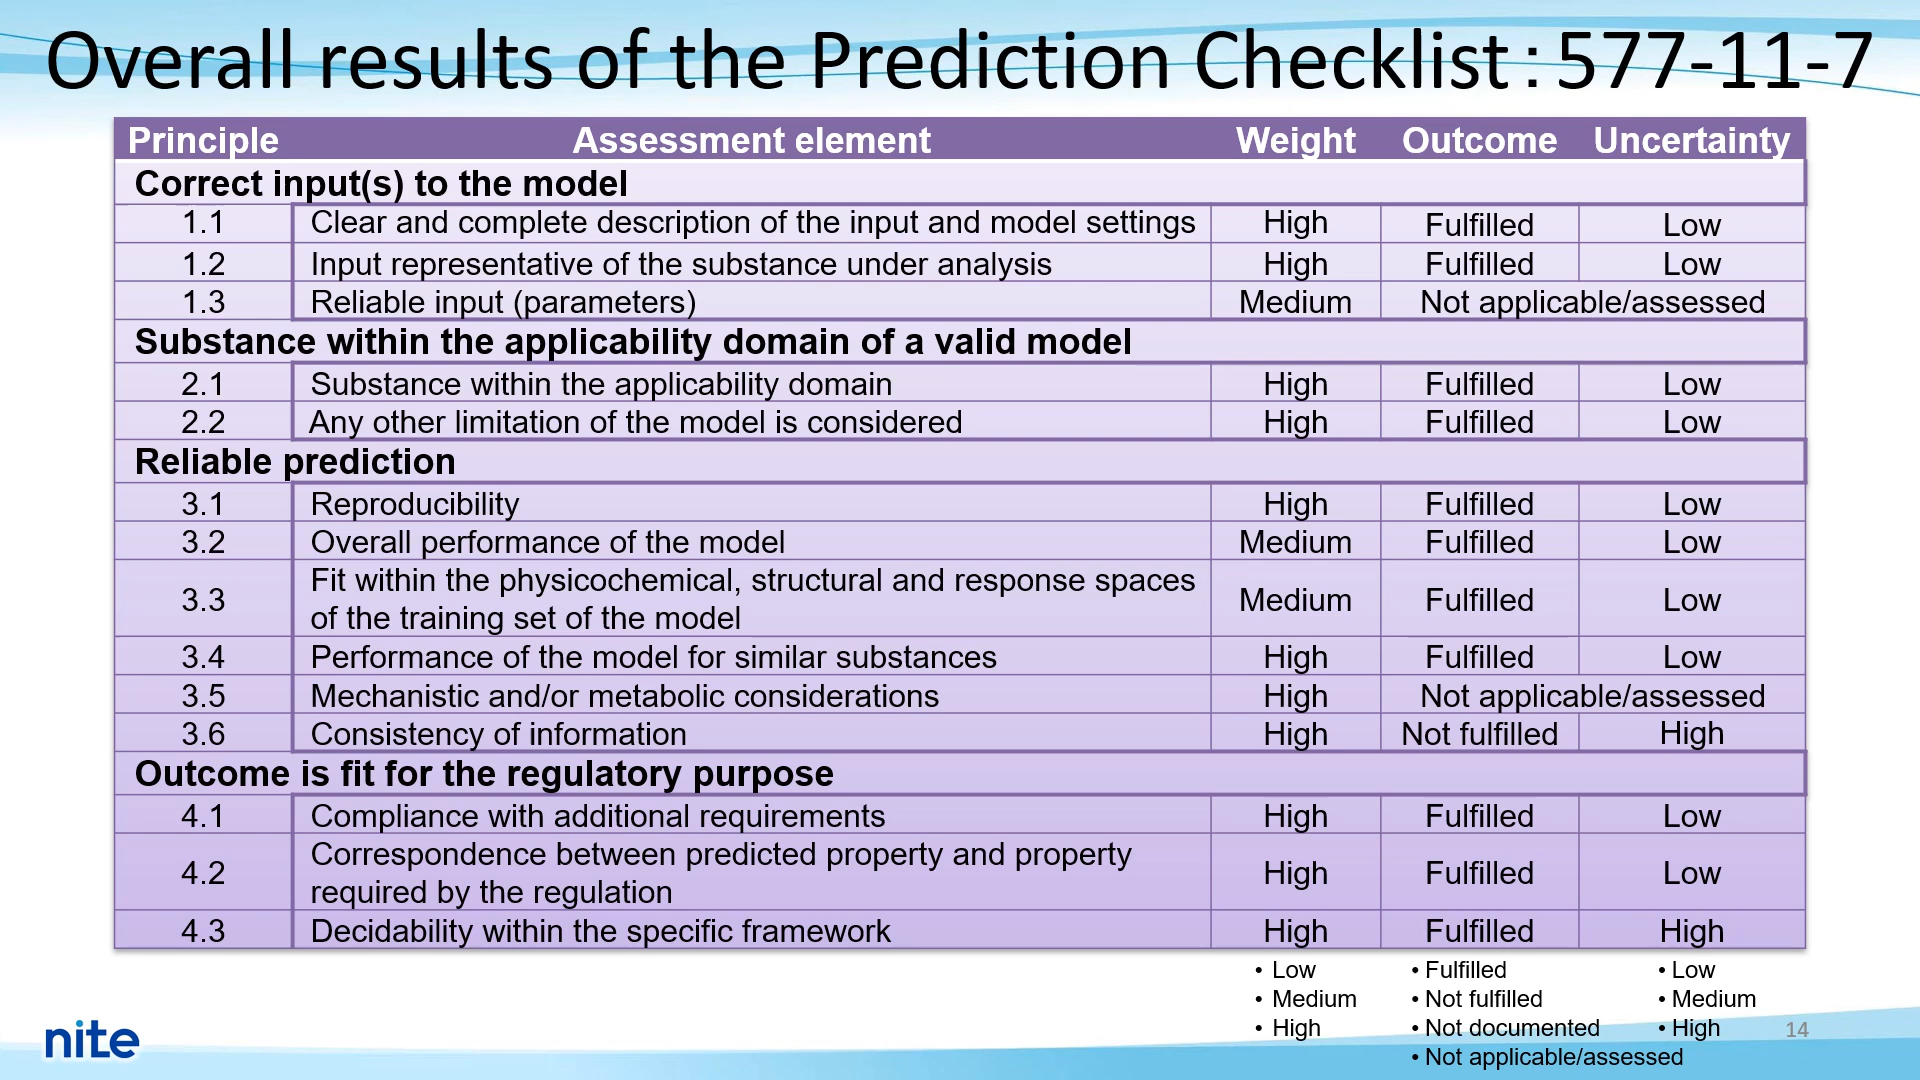 Overall results of the Prediction Checklist：577-11-7
Principle Assessment element Weight Outcome Uncertainty
Correct input(s) to the model
1.1 Clear and complete description of the input and model settings High Fulfilled Low
1.2 Input representative of the substance under analysis High Fulfilled Low
1.3 Reliable input (parameters) Medium Not applicable/assessed
Substance within the applicability domain of a valid model
2.1 Substance within the applicability domain High Fulfilled Low
2.2 Any other limitation of the model is considered High Fulfilled Low
Reliable prediction
3.1 Reproducibility High Fulfilled Low
3.2 Overall performance of the model Medium Fulfilled Low
3.3 Fit within the physicochemical, structural and response spaces
of the training set of the model Medium Fulfilled Low
3.4 Performance of the model for similar substances High Fulfilled Low
3.5 Mechanistic and/or metabolic considerations High Not applicable/assessed
3.6 Consistency of information High Not fulfilled High
Outcome is fit for the regulatory purpose
4.1 Compliance with additional requirements High Fulfilled Low
4.2 Correspondence between predicted property and property
required by the regulation High Fulfilled Low
4.3 Decidability within the specific framework High Fulfilled High
• Low • Fulfilled • Low
• Medium • Not fulfilled • Medium
• High • Not documented • High
• Not applicable/assessed
nite
14